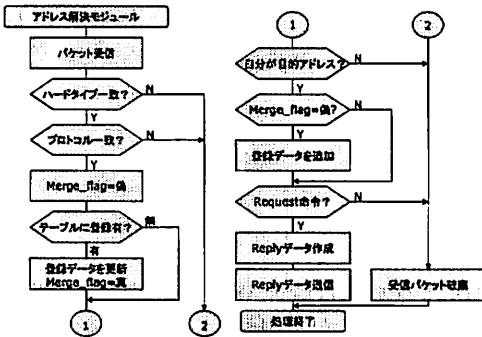 アドレス解決モジュール
パケット受信
ハードタイプ一致?
N
Y
プロトコル一致?
N
Y
Merge_flag=偽
テーブルに登録有?
無
有
登録データを更新
Merge_flag=真
1
2
1
2
自分が目的アドレス?
N
Y
Merge_flag=偽?
N
Y
登録データを追加
Request命令?
N
Y
Replyデータ作成
Replyデータ送信
受信パケット破棄
処理終了